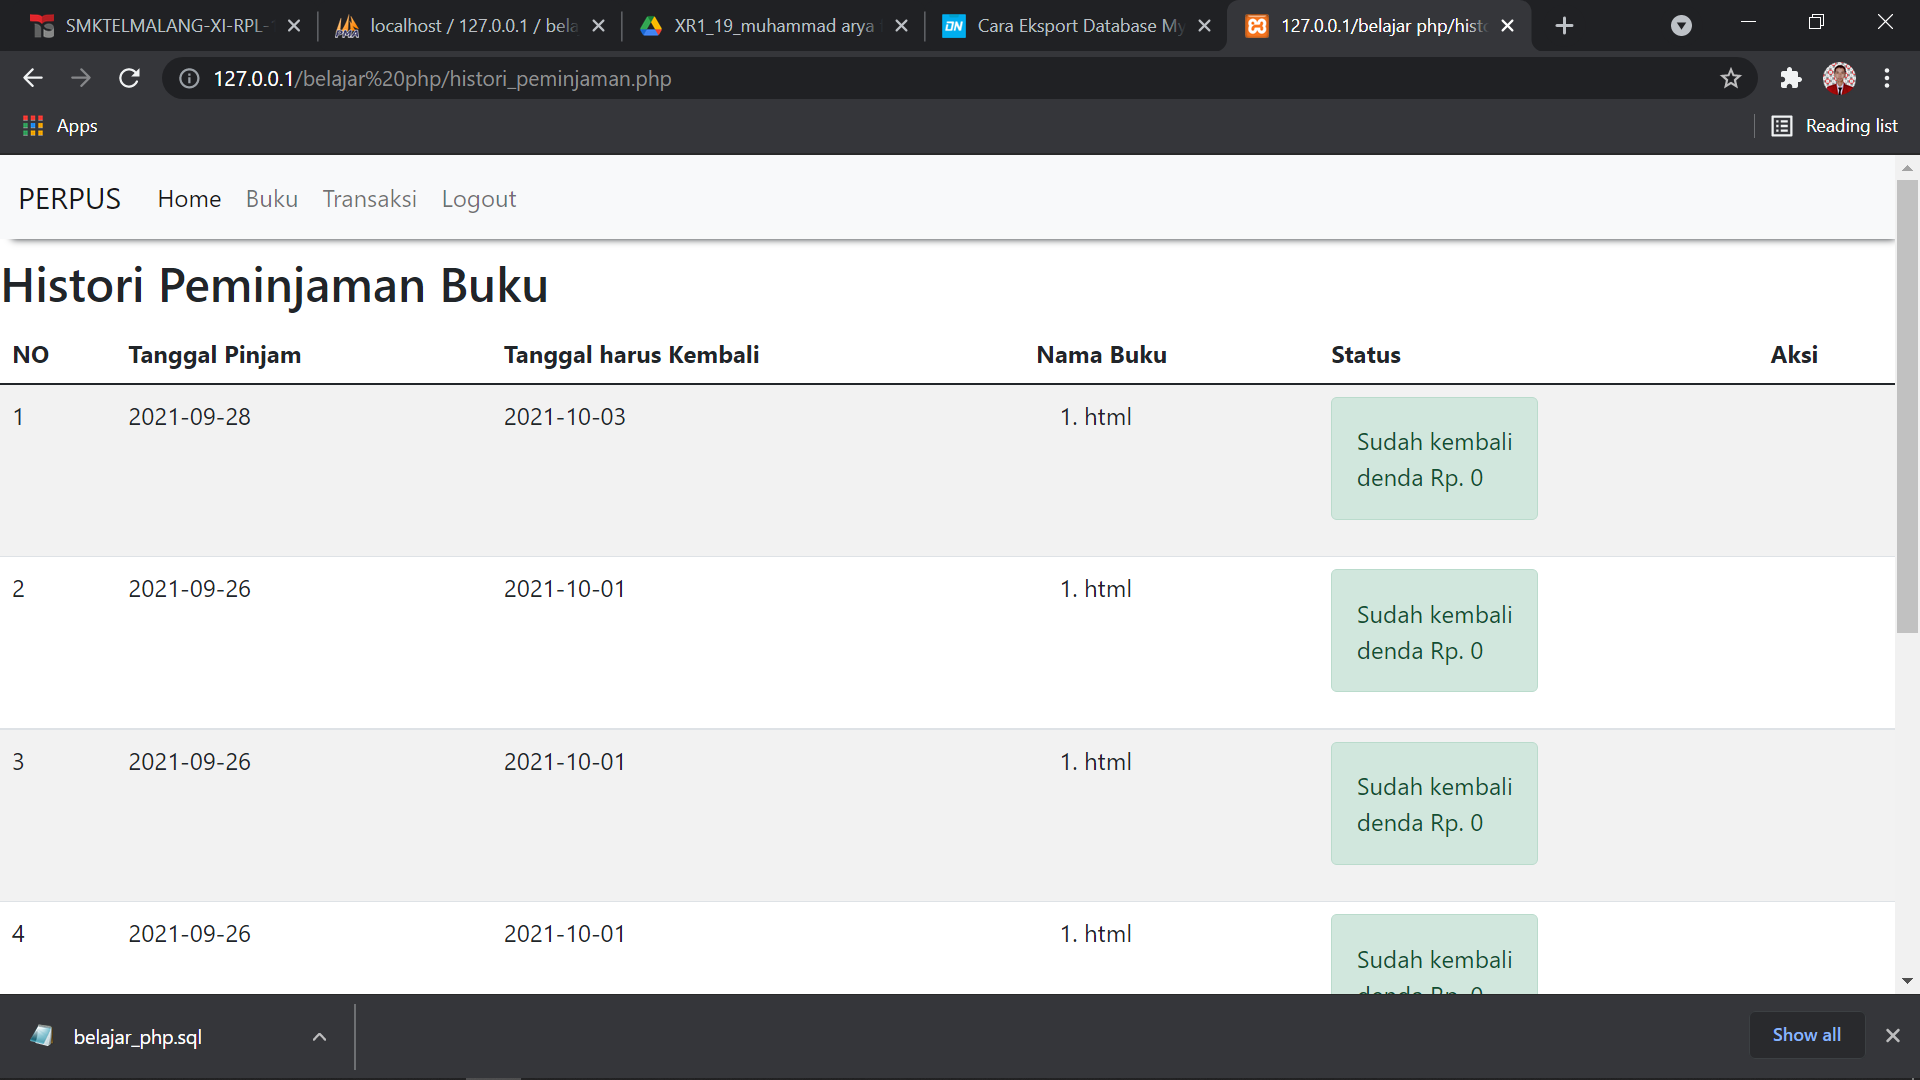 SMKTELMALANG-XI-RPL-
localhost / 127.0.0.1 / bela
XR1_19_muhammad arya
Cara Eksport Database My
127.0.0.1/belajar php/histo
127.0.0.1/belajar%20php/histori_peminjaman.php
Apps
Reading list
PERPUS Home Buku Transaksi Logout
Histori Peminjaman Buku
NO Tanggal Pinjam Tanggal harus Kembali Nama Buku Status Aksi
1 2021-09-28 2021-10-03 1. html
Sudah kembali
denda Rp. 0
2 2021-09-26 2021-10-01 1. html
Sudah kembali
denda Rp. 0
3 2021-09-26 2021-10-01 1. html
Sudah kembali
denda Rp. 0
4 2021-09-26 2021-10-01 1. html
Sudah kembali
denda Rp. 0
belajar_php.sql
Show all